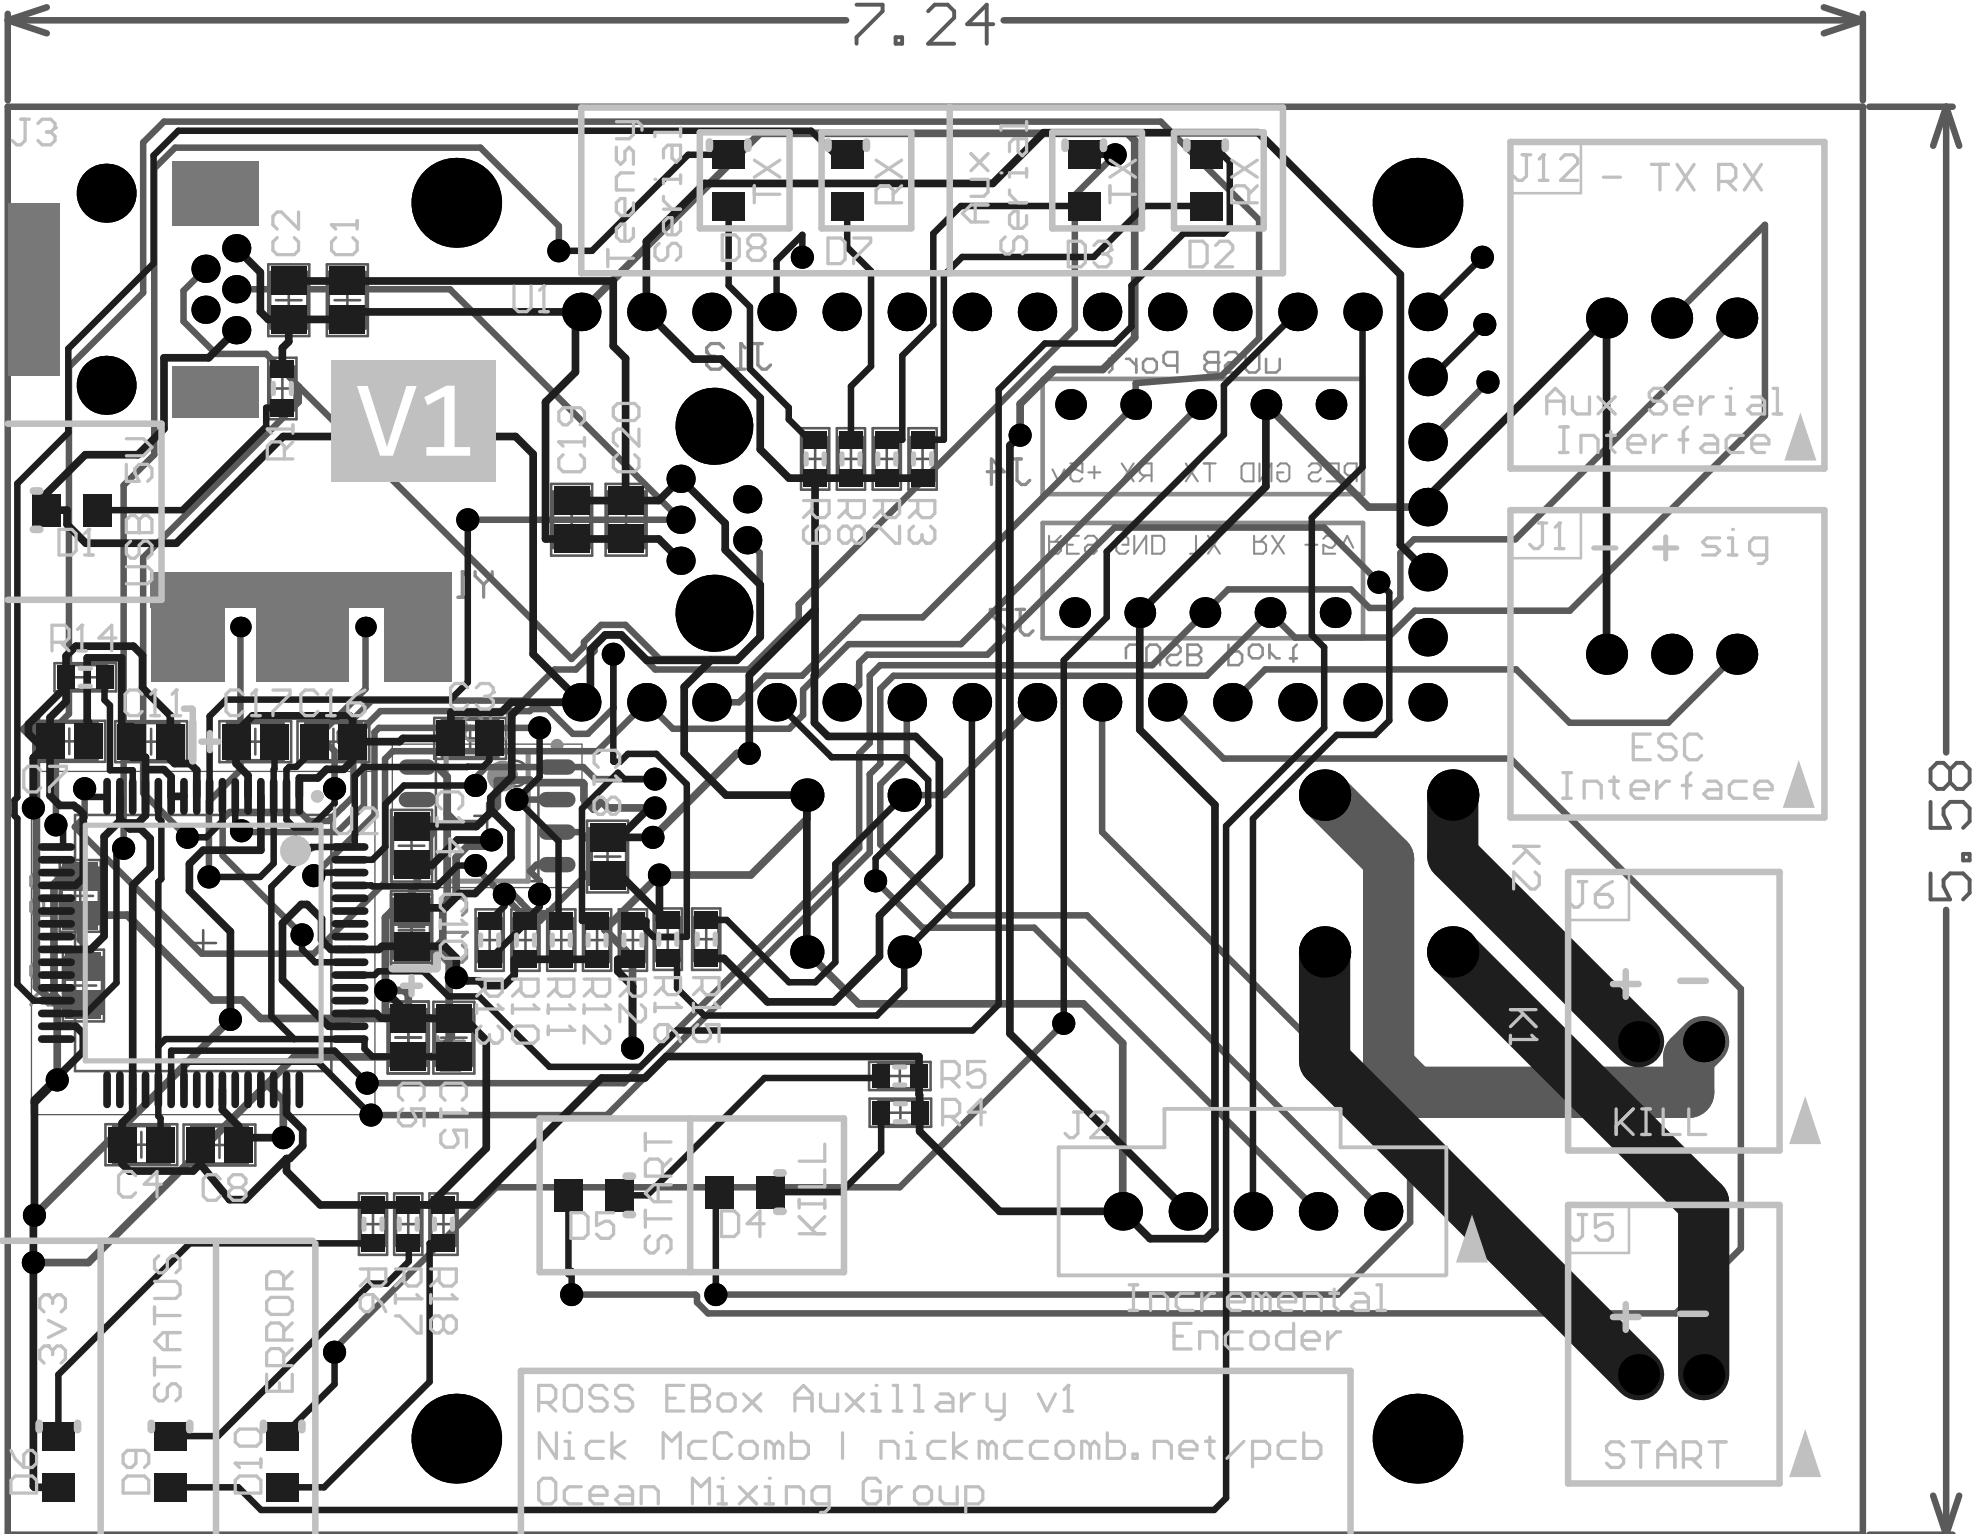 7.24
J3
J12
- TX RX
Teensy
Serial
TX
RX
Aux
Serial
TX
RX
D8
D7
D3
D2
C2
C1
U1
J13
R1
V1
C19
C20
Aux Serial
Interface
J4
+5v
RX
TX
GND
RES
R9
R8
R7
R3
5V
USB
D1
J1
- + sig
RES
GND
TX
RX
+5v
Y1
R14
C11
C17
C16
C3
C7
ESC
Interface
5.58
K2
J6
+ -
K1
KILL
C10
R13
R10
R11
R12
R2
R16
R15
R5
R4
C5
C15
J2
C4
C8
START
D5
D4
KILL
J5
+ -
START
R6
R17
R18
3v3
STATUS
ERROR
Incremental
Encoder
D6
D9
D10
ROSS EBox Auxillary v1
Nick McComb | nickmccomb.net/pcb
Ocean Mixing Group